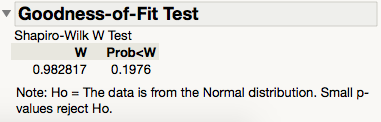 Goodness-of-Fit Test
Shapiro-Wilk W Test
W Prob<W
0.982817 0.1976
Note: Ho = The data is from the Normal distribution. Small p-
values reject Ho.